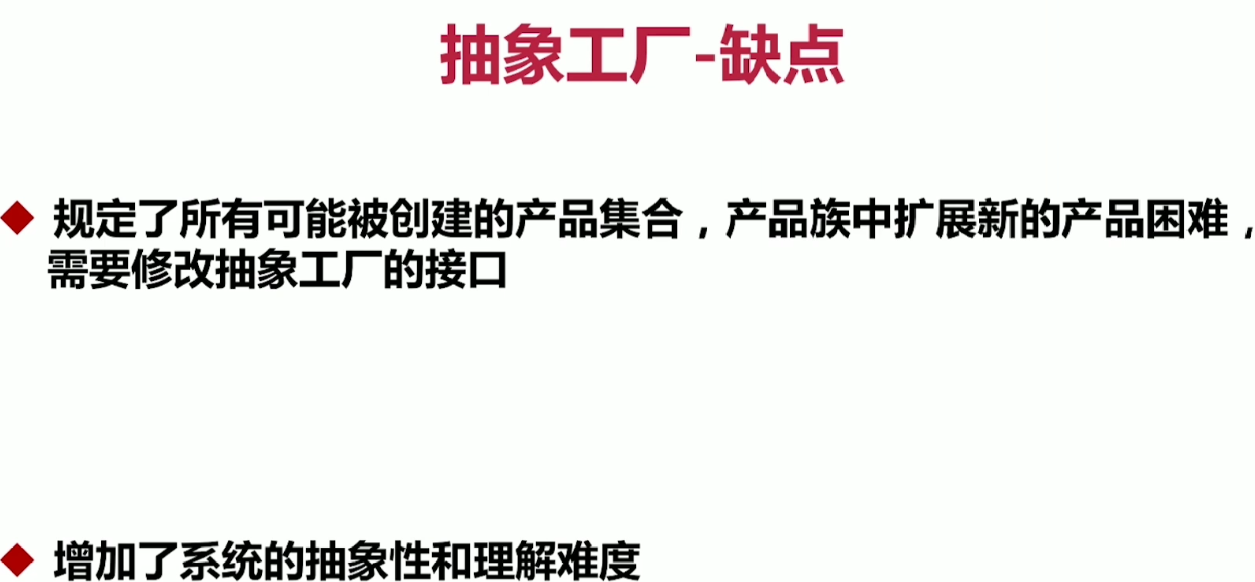 抽象工厂-缺点
规定了所有可能被创建的产品集合，产品族中扩展新的产品困难，
需要修改抽象工厂的接口
增加了系统的抽象性和理解难度